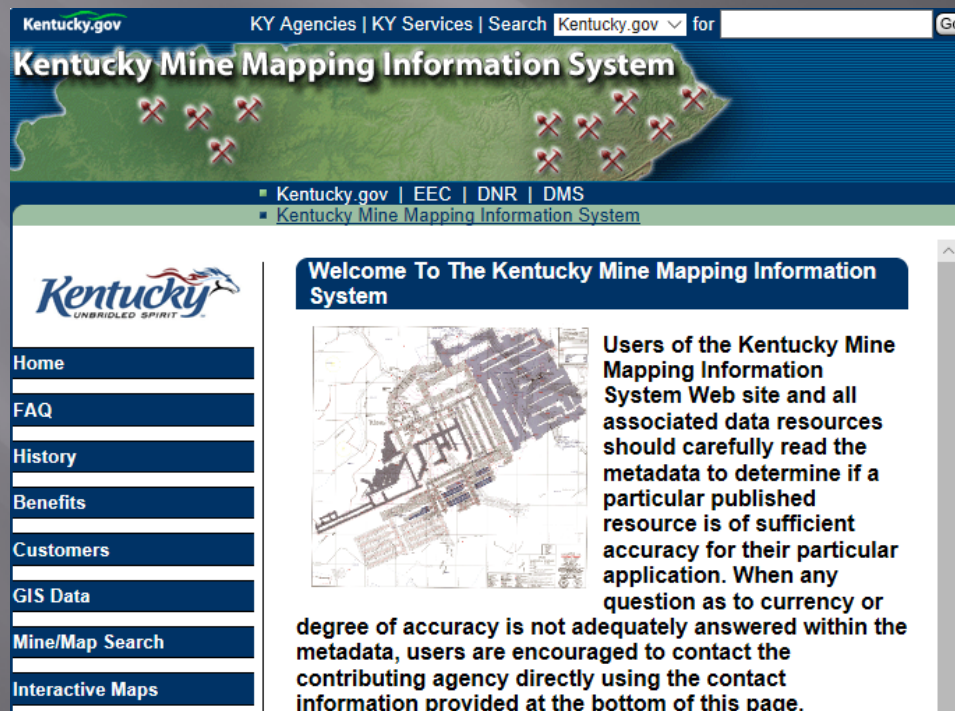 Kentucky.gov KY Agencies | KY Services | Search Kentucky.gov for Go
Kentucky Mine Mapping Information System
Kentucky.gov | EEC | DNR | DMS
Kentucky Mine Mapping Information System
Kentucky
UNBRIDLED SPIRIT
Home
FAQ
History
Benefits
Customers
GIS Data
Mine/Map Search
Interactive Maps
Welcome To The Kentucky Mine Mapping Information
System
Users of the Kentucky Mine
Mapping Information
System Web site and all
associated data resources
should carefully read the
metadata to determine if a
particular published
resource is of sufficient
accuracy for their particular
application. When any
question as to currency or
degree of accuracy is not adequately answered within the
metadata, users are encouraged to contact the
contributing agency directly using the contact
information provided at the bottom of this page.